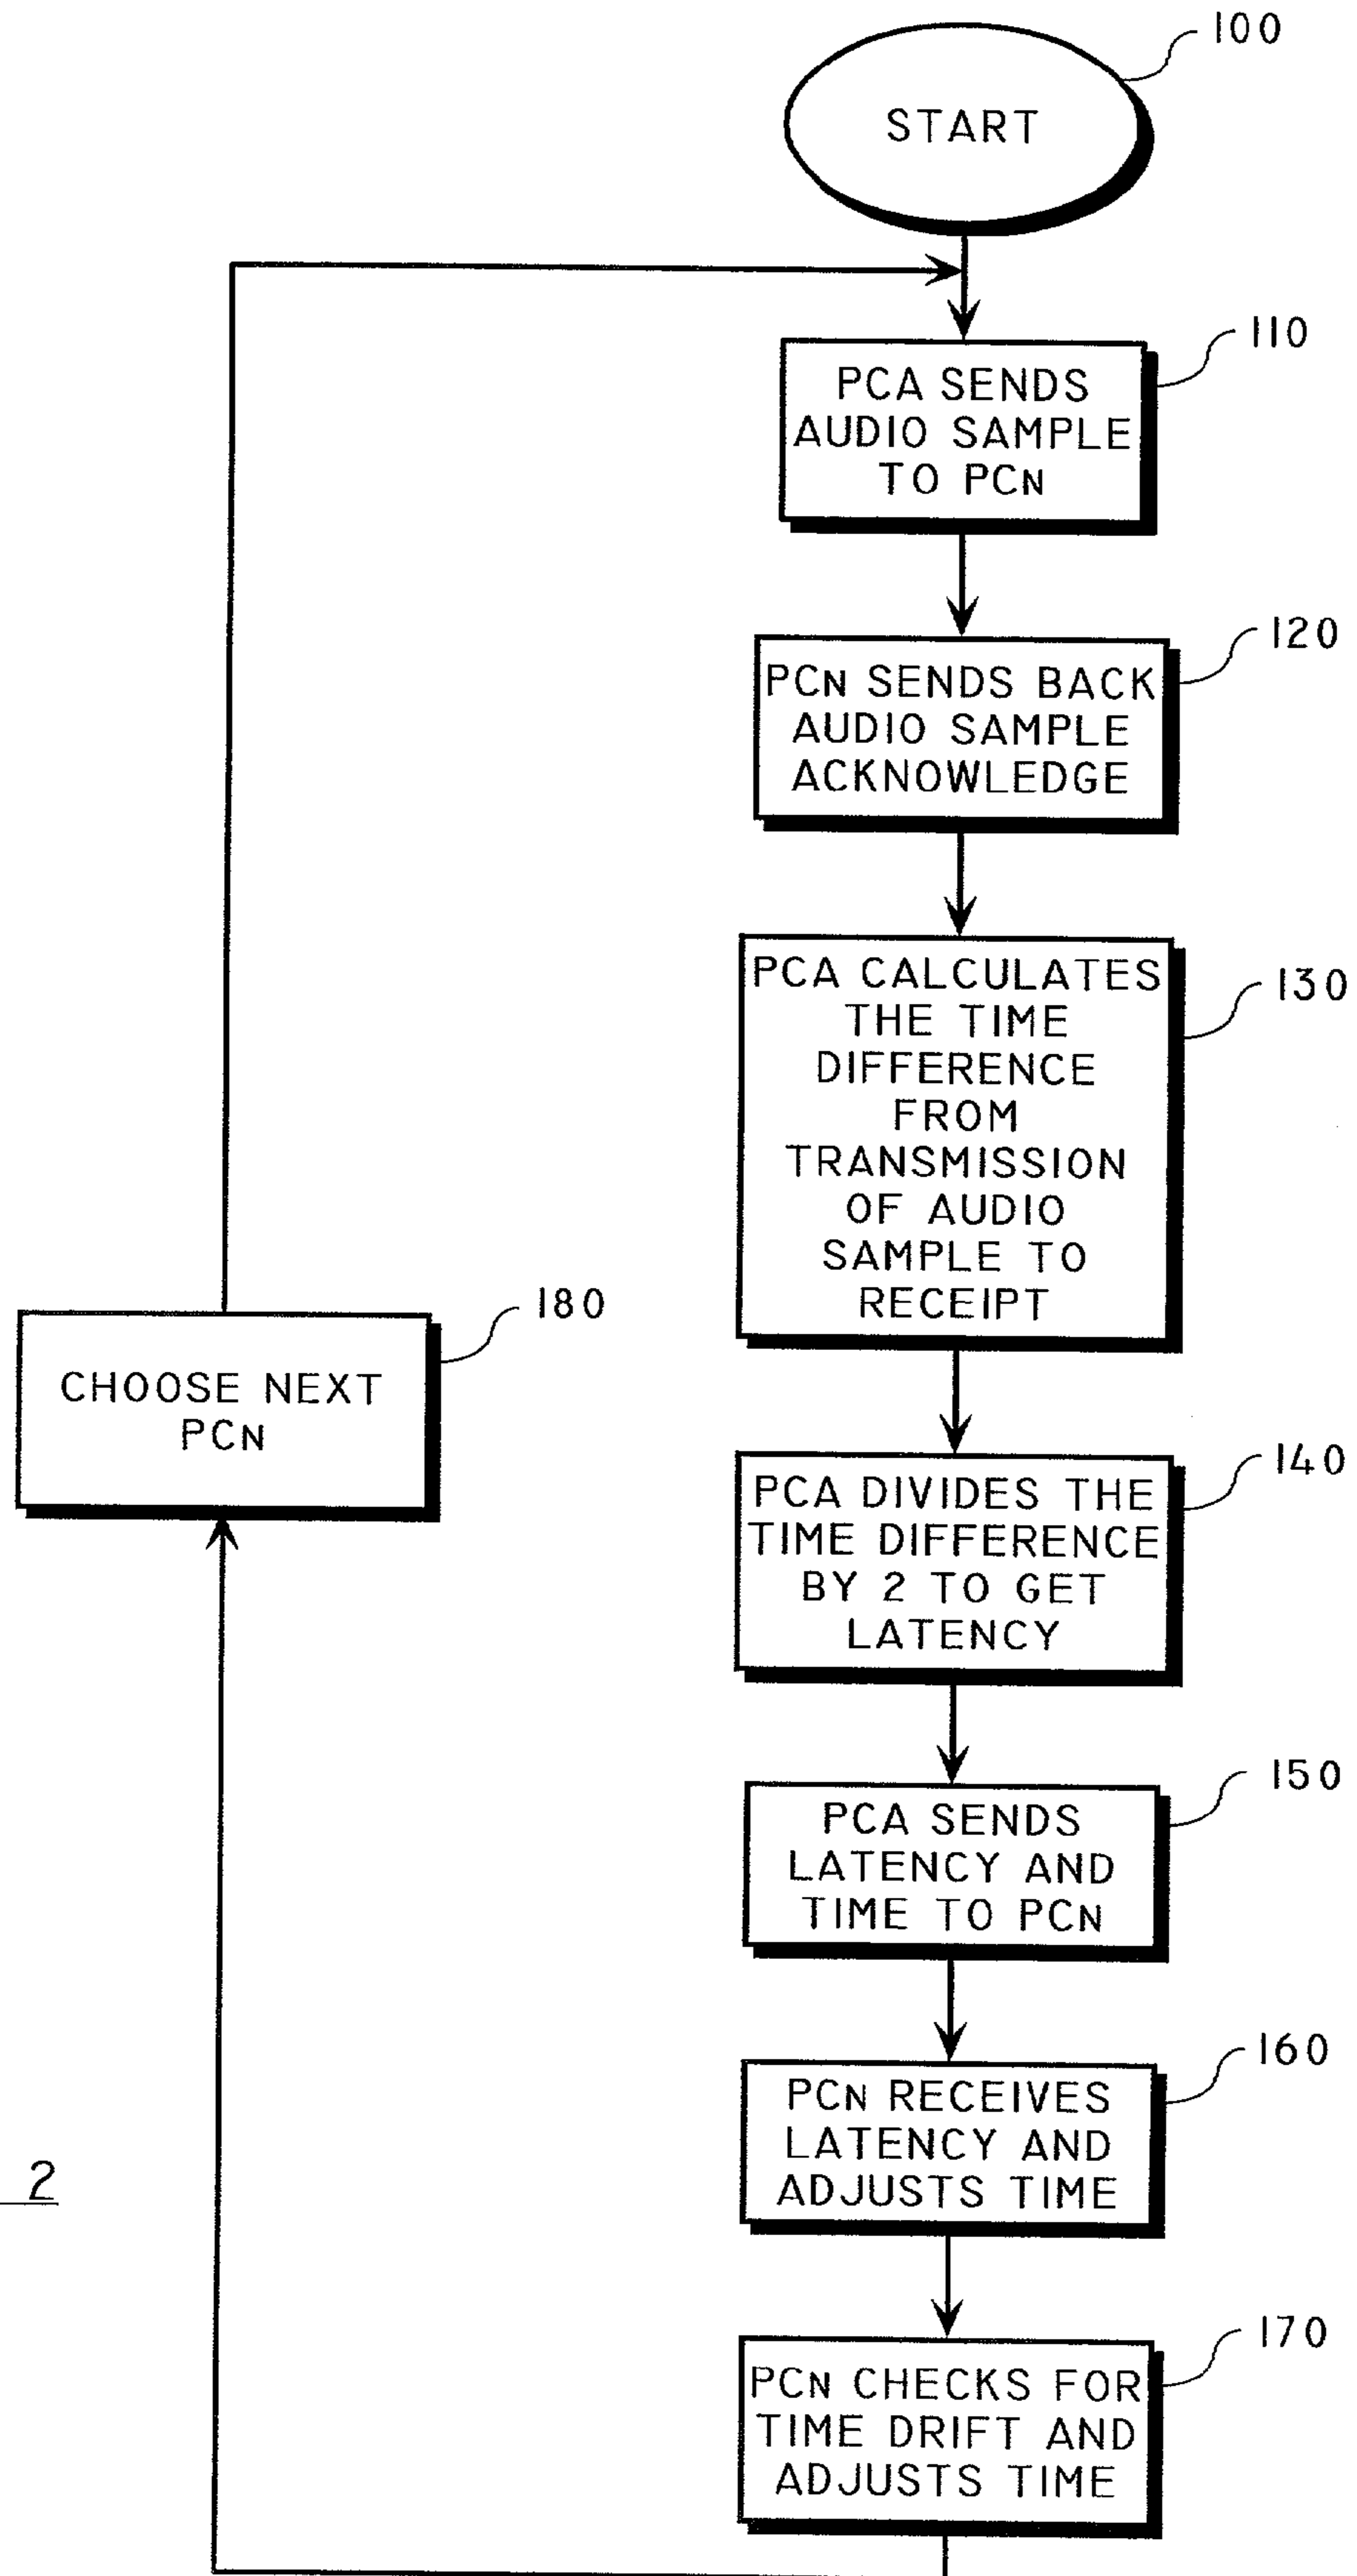 100
START
110
PCA SENDS
AUDIO SAMPLE
TO PCN
120
PCN SENDS BACK
AUDIO SAMPLE
ACKNOWLEDGE
130
PCA CALCULATES
THE TIME
DIFFERENCE
FROM
TRANSMISSION
OF AUDIO
SAMPLE TO
RECEIPT
180
CHOOSE NEXT
PCN
140
PCA DIVIDES THE
TIME DIFFERENCE
BY 2 TO GET
LATENCY
150
PCA SENDS
LATENCY AND
TIME TO PCN
160
PCN RECEIVES
LATENCY AND
ADJUSTS TIME
2
170
PCN CHECKS FOR
TIME DRIFT AND
ADJUSTS TIME